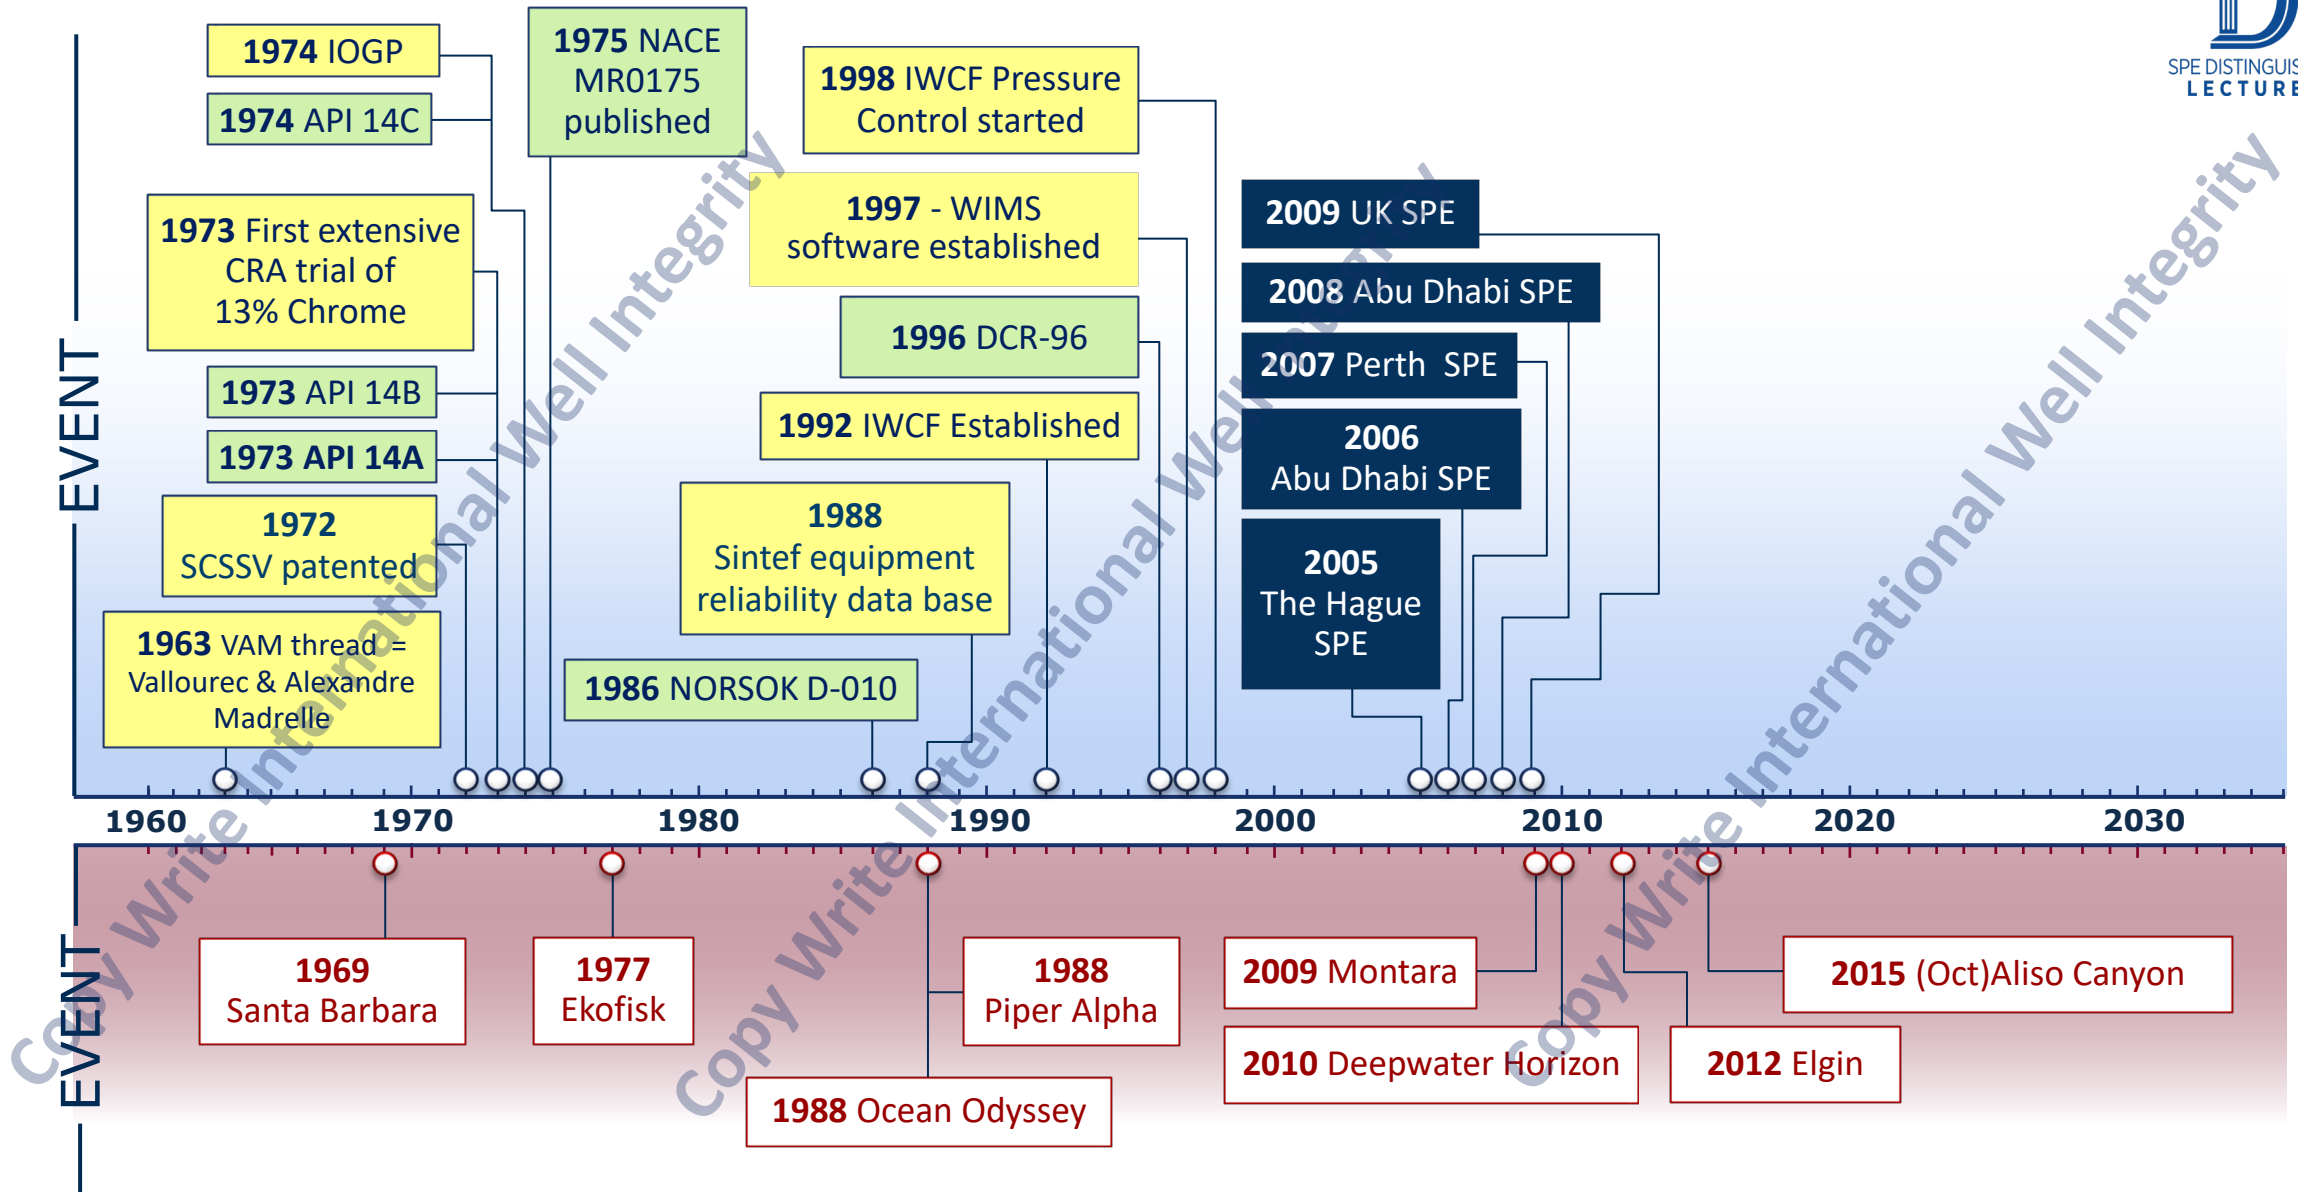 SPE DISTINGUIS
LECTURE
EVENT
1974 IOGP
1974 API 14C
1973 First extensive
CRA trial of
13% Chrome
1973 API 14B
1973 API 14A
1972
SCSSV patented
1963 VAM thread =
Vallourec & Alexandre
Madrelle
1975 NACE
MR0175
published
1998 IWCF Pressure
Control started
1997 - WIMS
software established
1996 DCR-96
1992 IWCF Established
1988
Sintef equipment
reliability data base
1986 NORSOK D-010
2009 UK SPE
2008 Abu Dhabi SPE
2007 Perth  SPE
2006
Abu Dhabi SPE
2005
The Hague
SPE
1960 1970 1980 1990 2000 2010 2020 2030
EVENT
1969
Santa Barbara
1977
Ekofisk
1988
Piper Alpha
1988 Ocean Odyssey
2009 Montara
2010 Deepwater Horizon
2012 Elgin
2015 (Oct)Aliso Canyon
Copy Write International Well Integrity
Copy Write International Well Integrity
Copy Write International Well Integrity